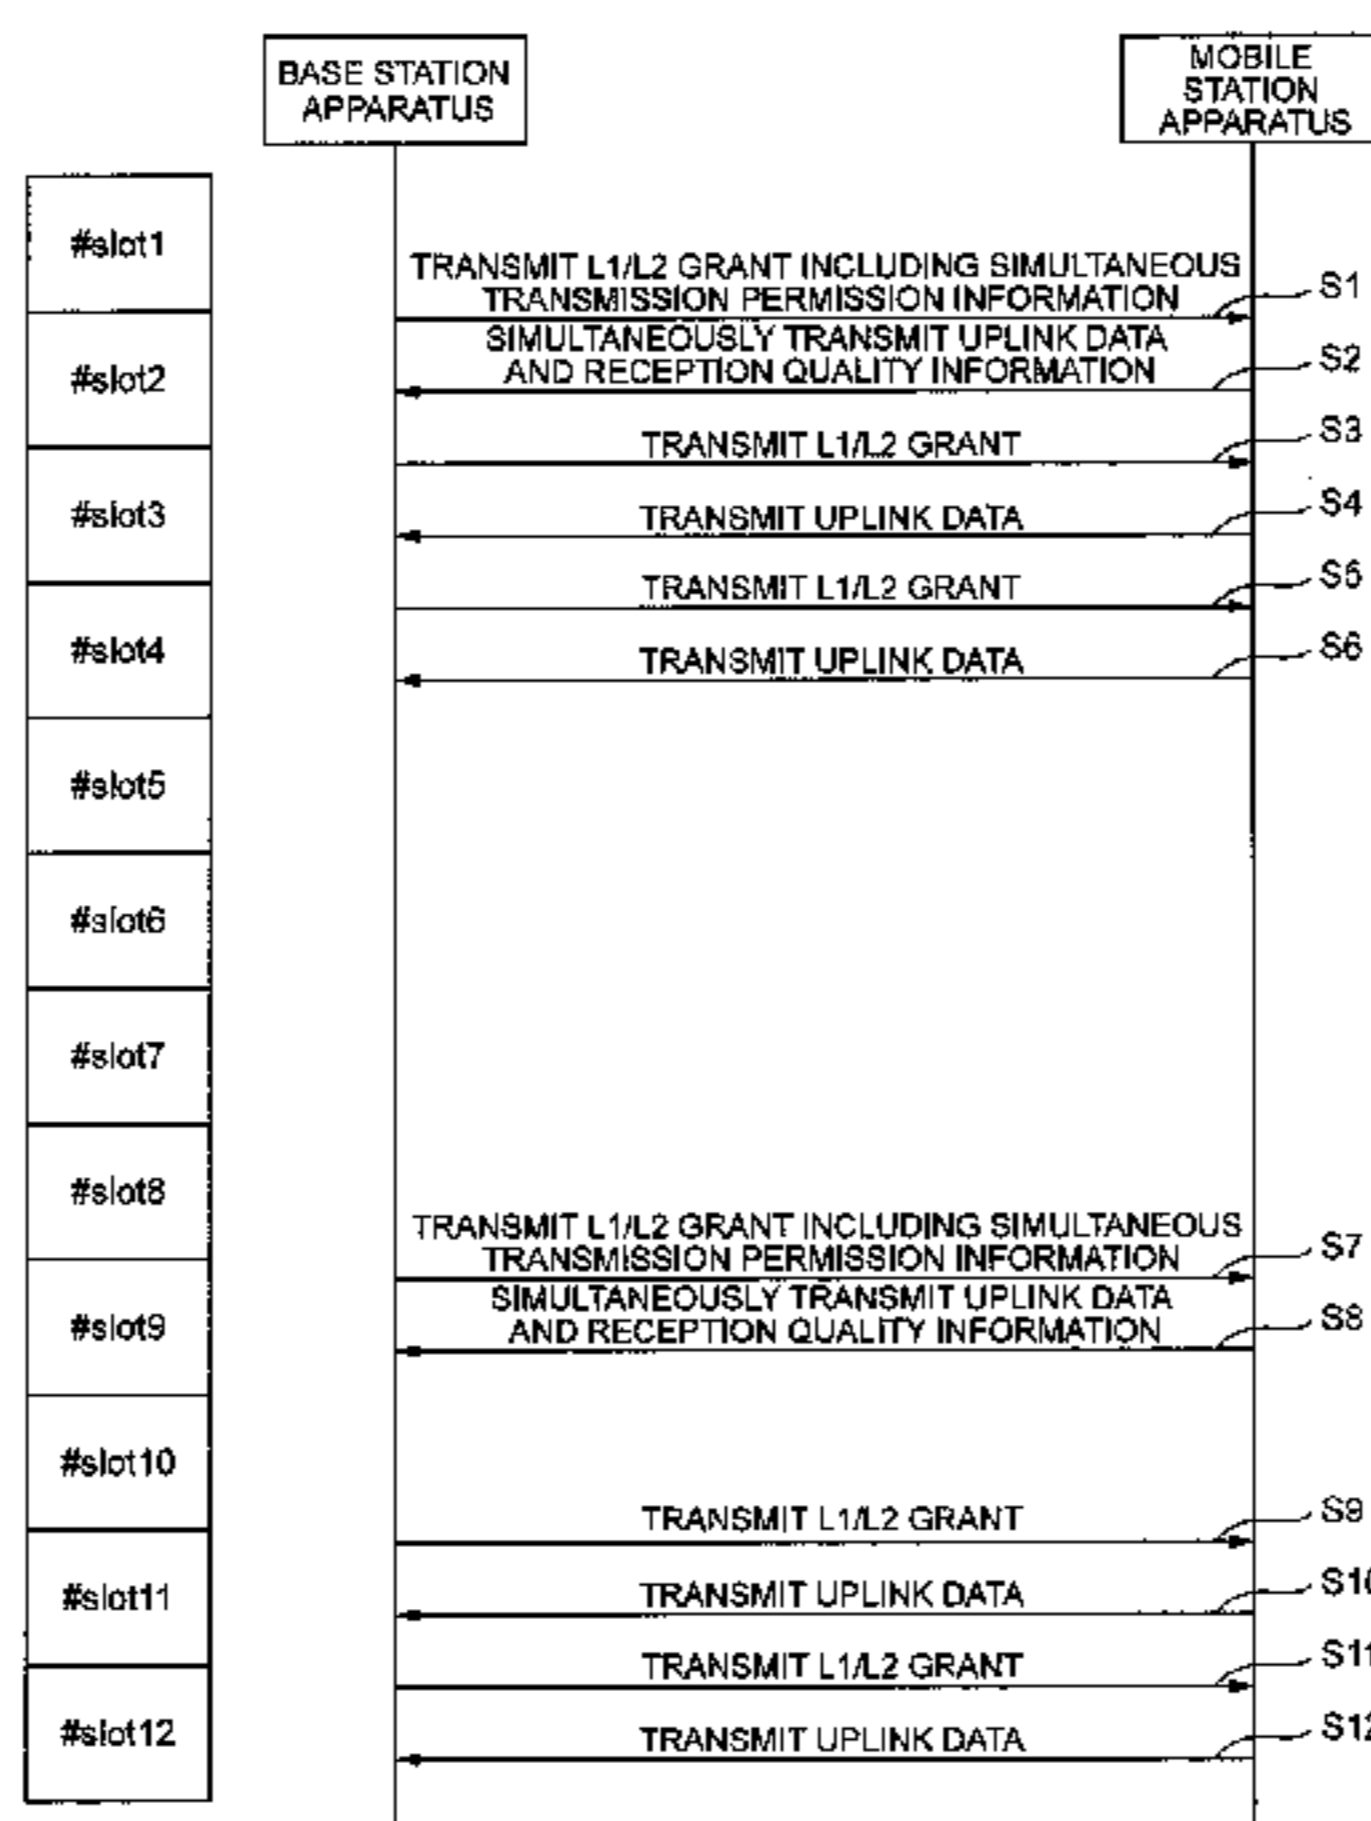 BASE STATION
APPARATUS
MOBILE
STATION
APPARATUS
#slot1
TRANSMIT L1/L2 GRANT INCLUDING SIMULTANEOUS
TRANSMISSION PERMISSION INFORMATION
S1
#slot2
SIMULTANEOUSLY TRANSMIT UPLINK DATA
AND RECEPTION QUALITY INFORMATION
S2
TRANSMIT L1/L2 GRANT
S3
#slot3
TRANSMIT UPLINK DATA
S4
TRANSMIT L1/L2 GRANT
S5
#slot4
TRANSMIT UPLINK DATA
S6
#slot5
#slot6
#slot7
#slot8
TRANSMIT L1/L2 GRANT INCLUDING SIMULTANEOUS
TRANSMISSION PERMISSION INFORMATION
S7
#slot9
SIMULTANEOUSLY TRANSMIT UPLINK DATA
AND RECEPTION QUALITY INFORMATION
S8
#slot10
TRANSMIT L1/L2 GRANT
S9
#slot11
TRANSMIT UPLINK DATA
S10
TRANSMIT L1/L2 GRANT
S11
#slot12
TRANSMIT UPLINK DATA
S12